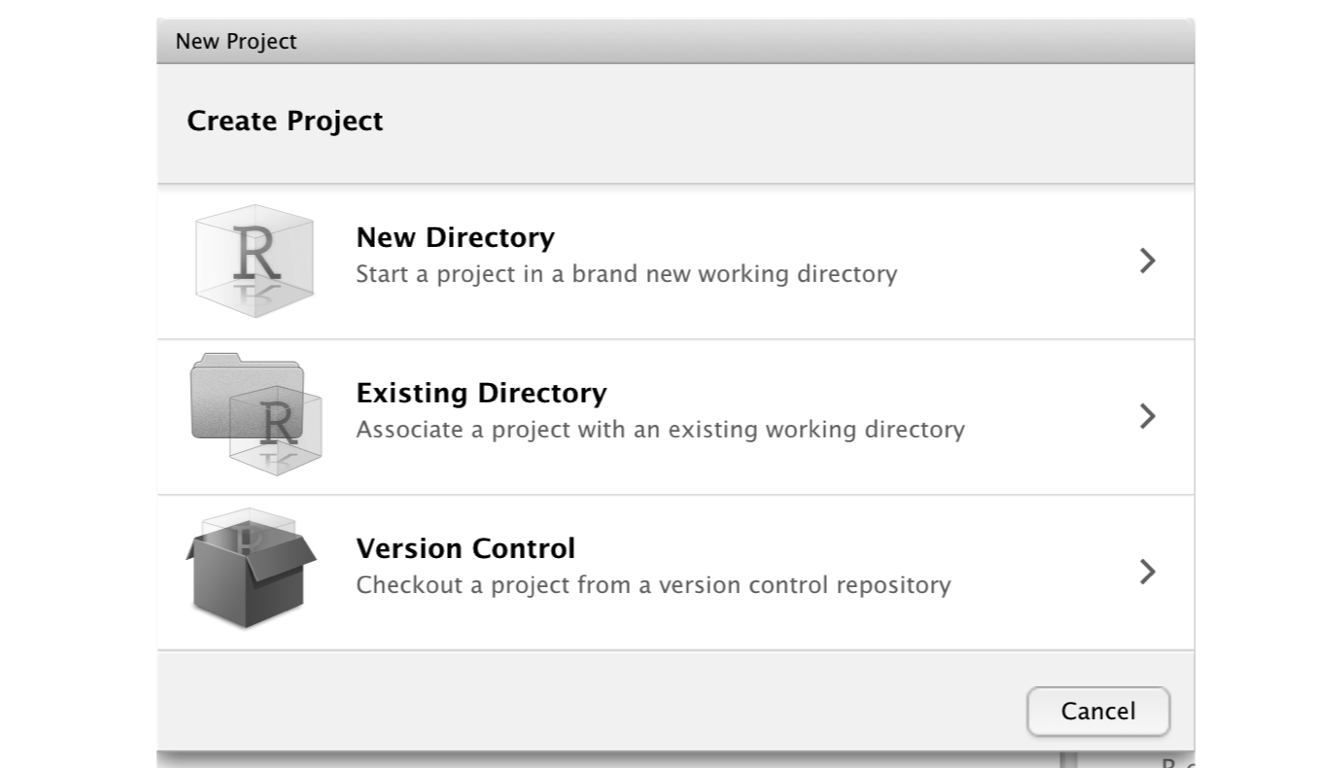 New Project
Create Project
New Directory
Start a project in a brand new working directory
Existing Directory
Associate a project with an existing working directory
Version Control
Checkout a project from a version control repository
Cancel